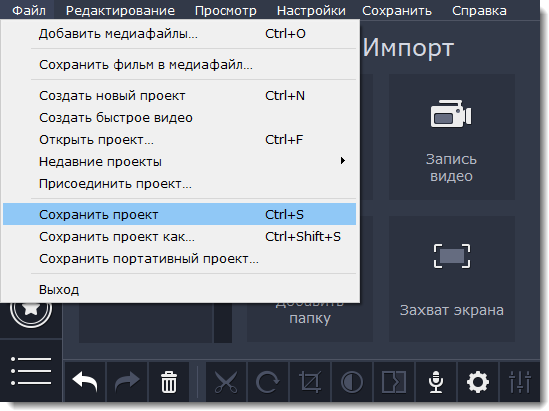 Файл Редактирование Просмотр Настройки Сохранить Справка
Добавить медиафайлы... Ctrl+O
Сохранить фильм в медиафайл...
Создать новый проект Ctrl+N
Создать быстрое видео
Открыть проект... Ctrl+F
Недавние проекты
Присоединить проект...
Сохранить проект Ctrl+S
Сохранить проект как... Ctrl+Shift+S
Сохранить портативный проект...
Выход
Импорт
Запись
видео
Добавить
папку
Захват экрана